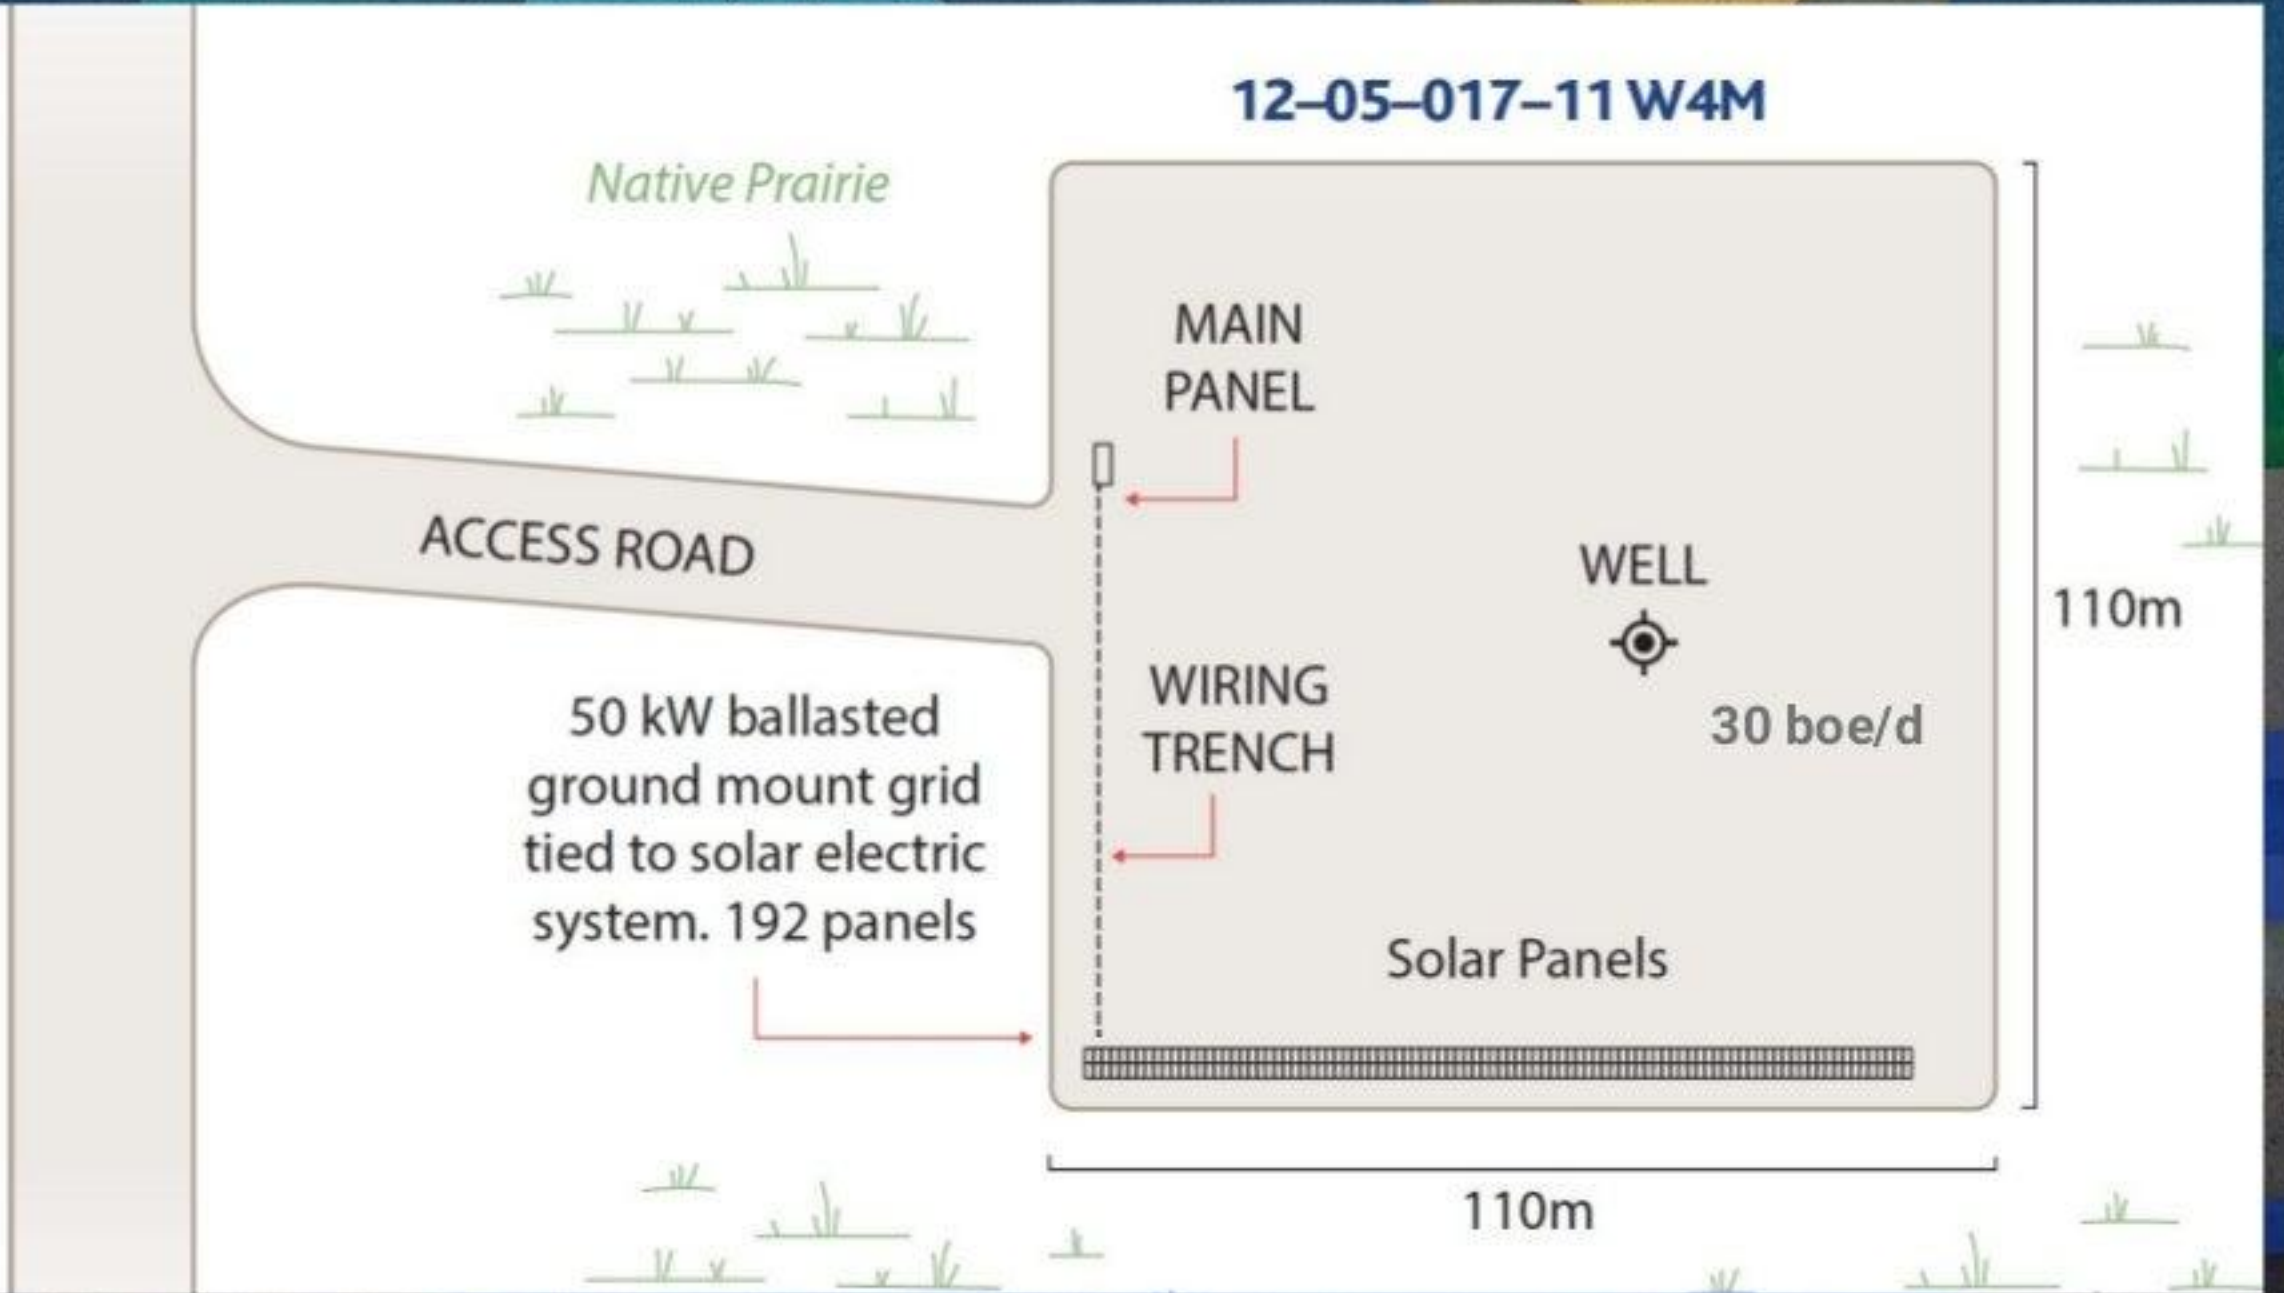 12–05–017–11 W4M
Native Prairie
MAIN
PANEL
ACCESS ROAD
WELL
110m
30 boe/d
WIRING
TRENCH
50 kW ballasted
ground mount grid
tied to solar electric
system. 192 panels
Solar Panels
110m